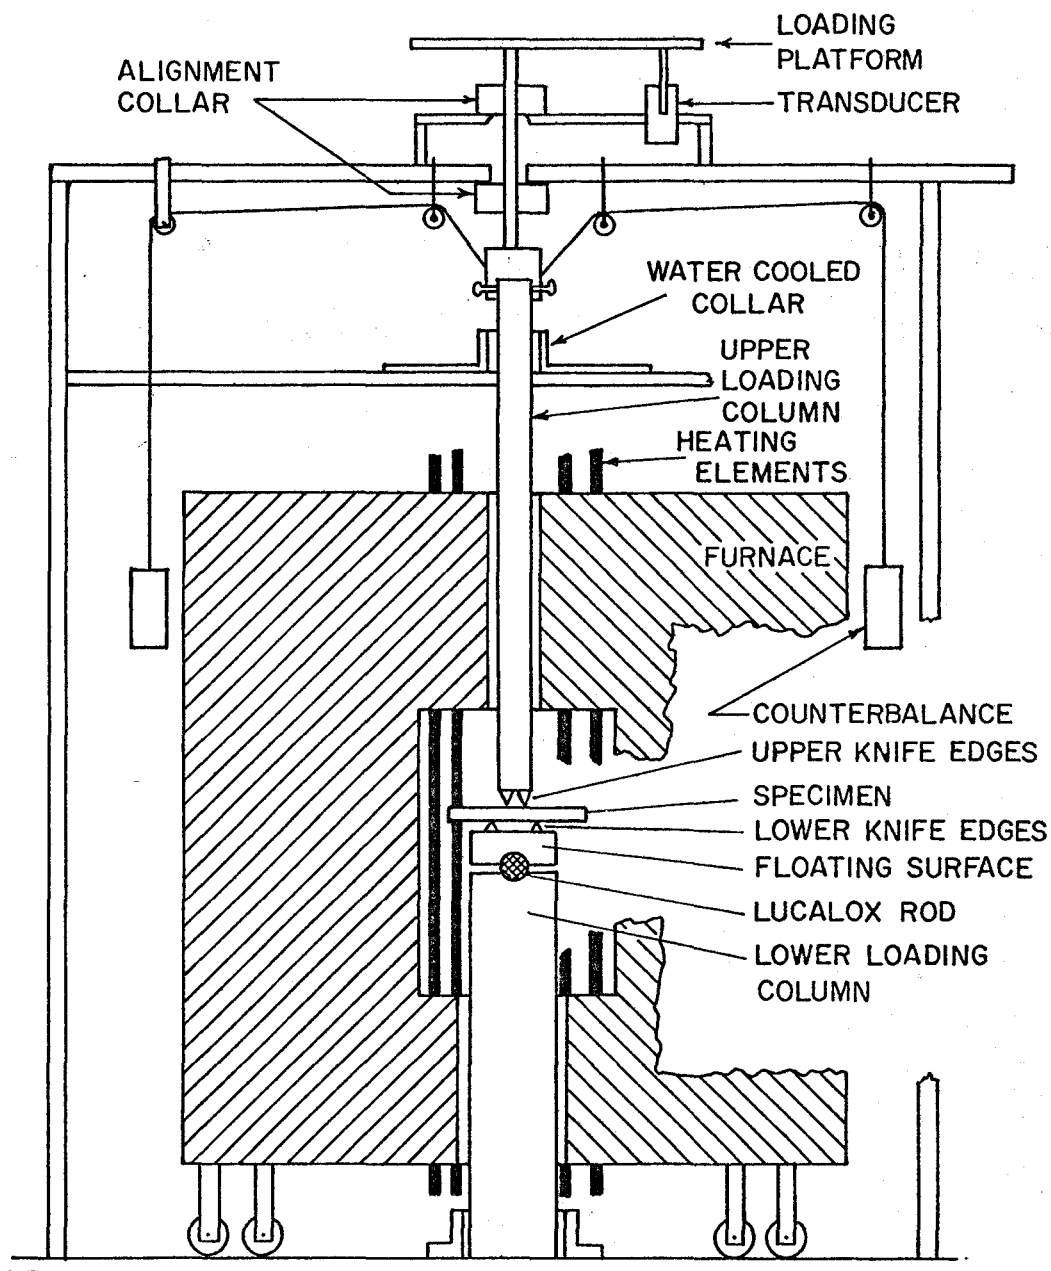 LOADING
PLATFORM
ALIGNMENT
COLLAR
TRANSDUCER
WATER COOLED
COLLAR
UPPER
LOADING
COLUMN
HEATING
ELEMENTS
FURNACE
COUNTERBALANCE
UPPER KNIFE EDGES
SPECIMEN
LOWER KNIFE EDGES
FLOATING SURFACE
LUCALOX ROD
LOWER LOADING
COLUMN